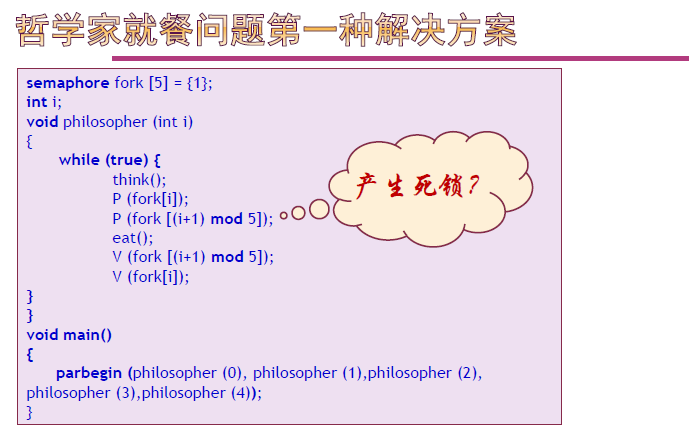 哲学家就餐问题第一种解决方案
semaphore fork [5] = {1};
int i;
void philosopher (int i)
{
while (true) {
think();
P (fork[i]);
P (fork [(i+1) mod 5]);
eat();
V (fork [(i+1) mod 5]);
V (fork[i]);
}
}
void main()
{
parbegin (philosopher (0), philosopher (1),philosopher (2),
philosopher (3),philosopher (4));
}
产生死锁？